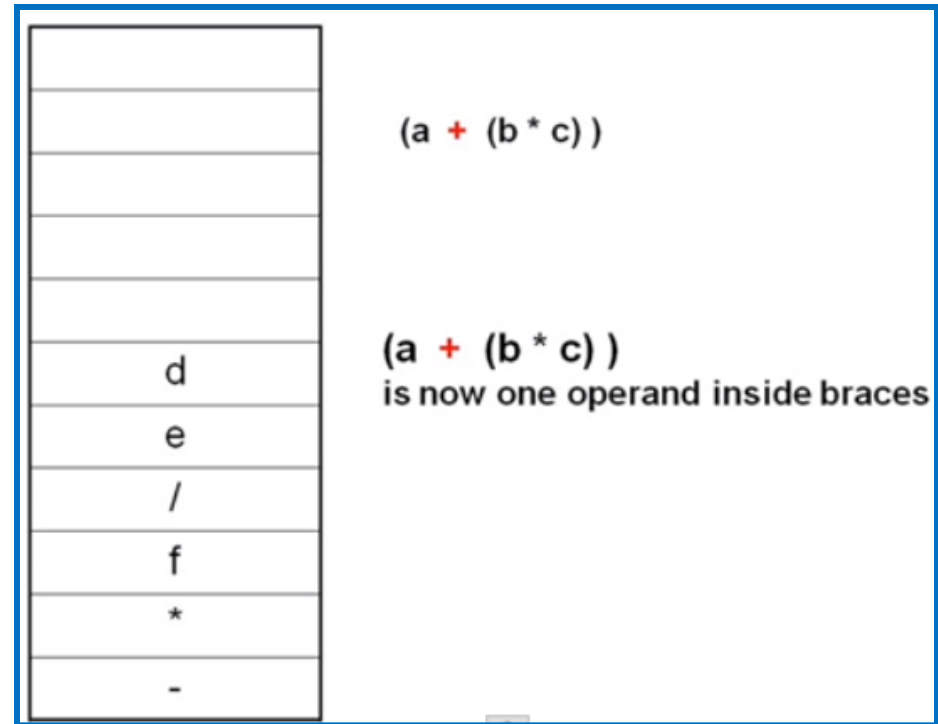 (a + (b * c) )
(a + (b * c) )
is now one operand inside braces
d
e
/
f
*
-